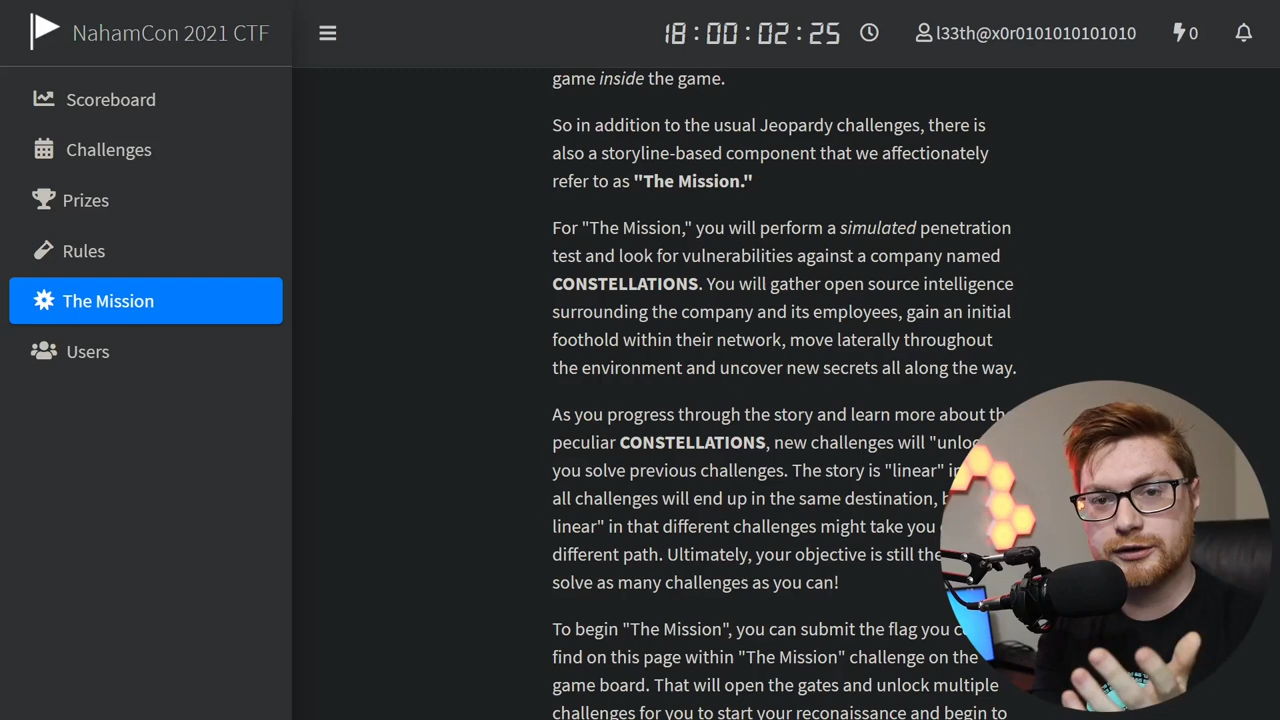 NahamCon 2021 CTF
18:00:02:25
l33th@x0r0101010101010
0
Scoreboard
Challenges
Prizes
Rules
The Mission
Users
game inside the game.
So in addition to the usual Jeopardy challenges, there is
also a storyline-based component that we affectionately
refer to as "The Mission."
For "The Mission," you will perform a simulated penetration
test and look for vulnerabilities against a company named
CONSTELLATIONS. You will gather open source intelligence
surrounding the company and its employees, gain an initial
foothold within their network, move laterally throughout
the environment and uncover new secrets all along the way.
As you progress through the story and learn more about
peculiar CONSTELLATIONS, new challenges will
you solve previous challenges. The story is "linear"
all challenges will end up in the same destination,
linear" in that different challenges might take you
different path. Ultimately, your objective is still
solve as many challenges as you can!
To begin "The Mission", you can submit the flag you
find on this page within "The Mission" challenge on the
game board. That will open the gates and unlock multiple
challenges for you to start your reconaissance and begin to